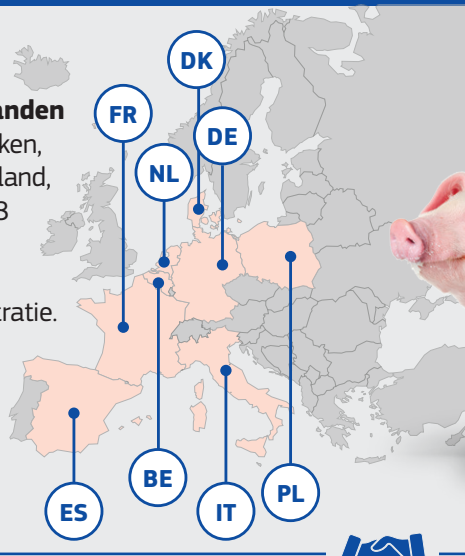 anden
ken,
land,
3
ratie.
DK
FR
DE
NL
BE
PL
IT
ES